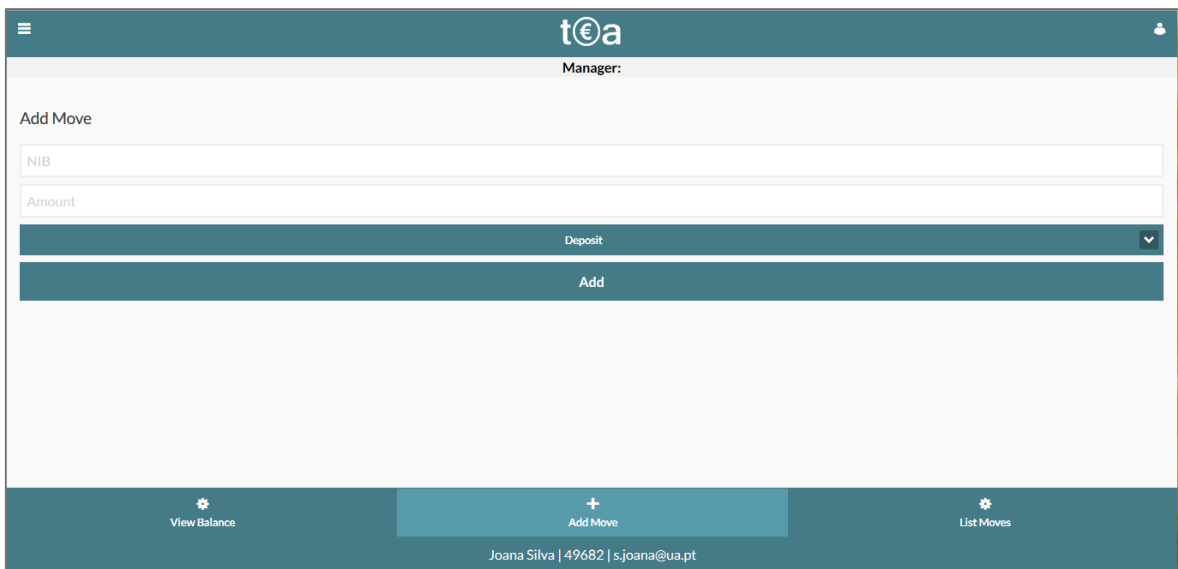 t€a
Manager:
Add Move
NIB
Amount
Deposit
Add
View Balance
Add Move
List Moves
Joana Silva | 49682 | s.joana@ua.pt